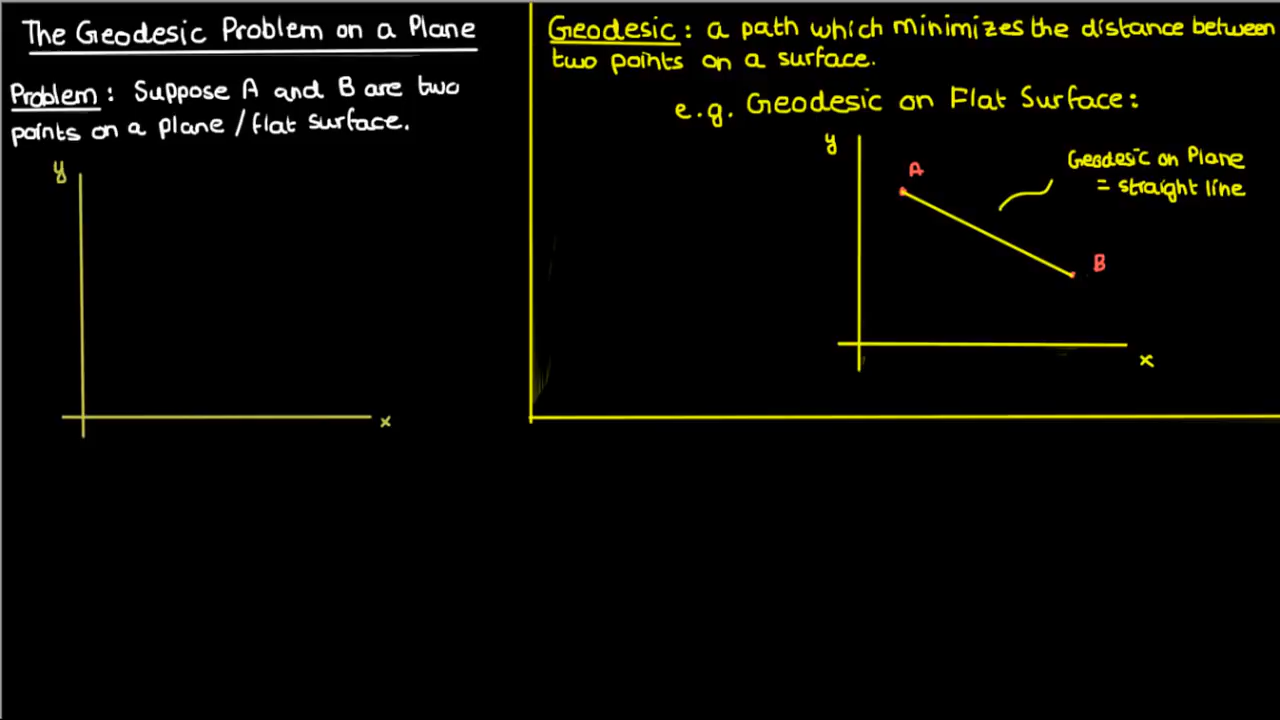 The Geodesic Problem on a Plane
Problem : Suppose A and B are two
points on a plane / flat surface.
y
x
Geodesic : a path which minimizes the distance between
two points on a surface.
e.g. Geodesic on Flat Surface:
y
A
Geodesic on Plane
= straight line
B
x